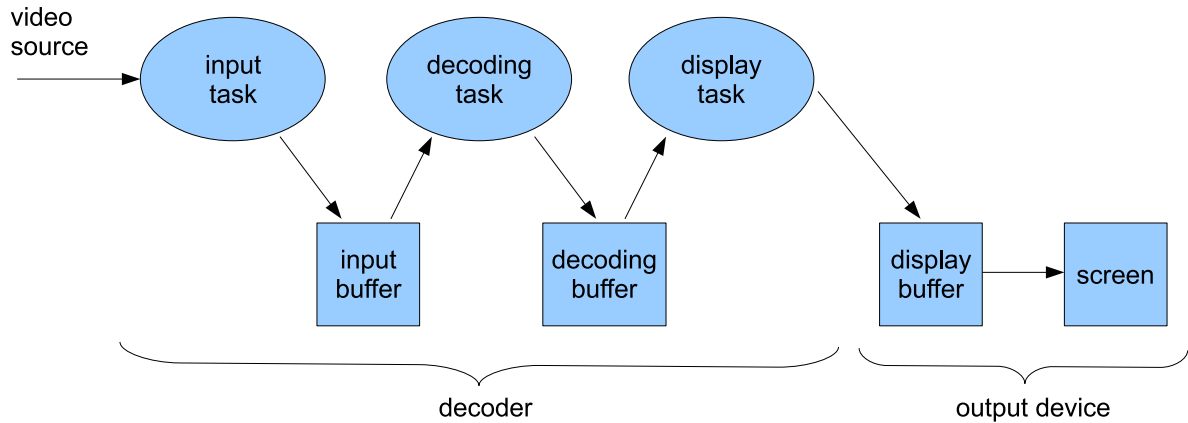 video
source
input
task
decoding
task
display
task
input
buffer
decoding
buffer
display
buffer
screen
decoder
output device